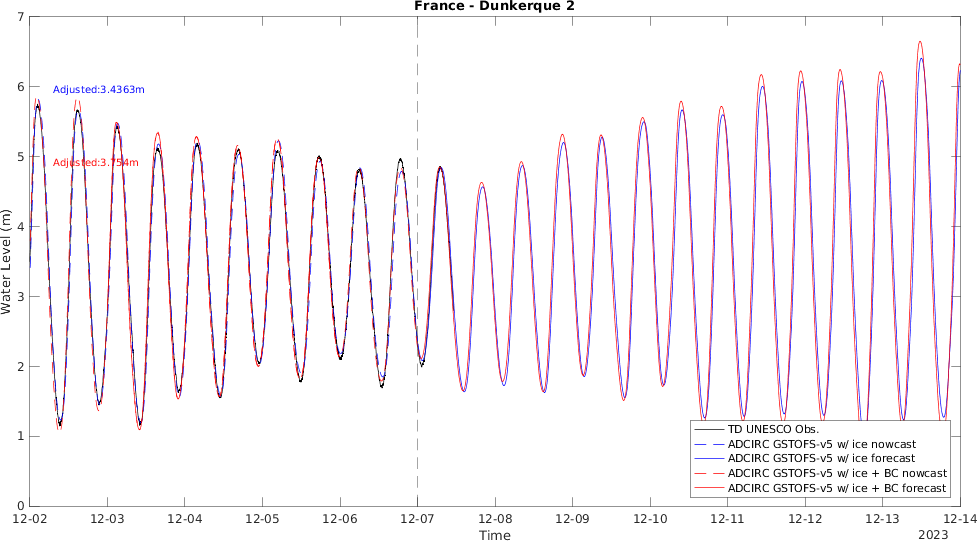 France - Dunkerque 2
7
6
5
4
3
2
1
0
Water Level (m)
Adjusted:3.4363m
Adjusted:3.754m
TD UNESCO Obs.
ADCIRC GSTOFS-v5 w/ ice nowcast
ADCIRC GSTOFS-v5 w/ ice forecast
ADCIRC GSTOFS-v5 w/ ice + BC nowcast
ADCIRC GSTOFS-v5 w/ ice + BC forecast
12-02 12-03 12-04 12-05 12-06 12-07 12-08 12-09 12-10 12-11 12-12 12-13 12-14
Time
2023